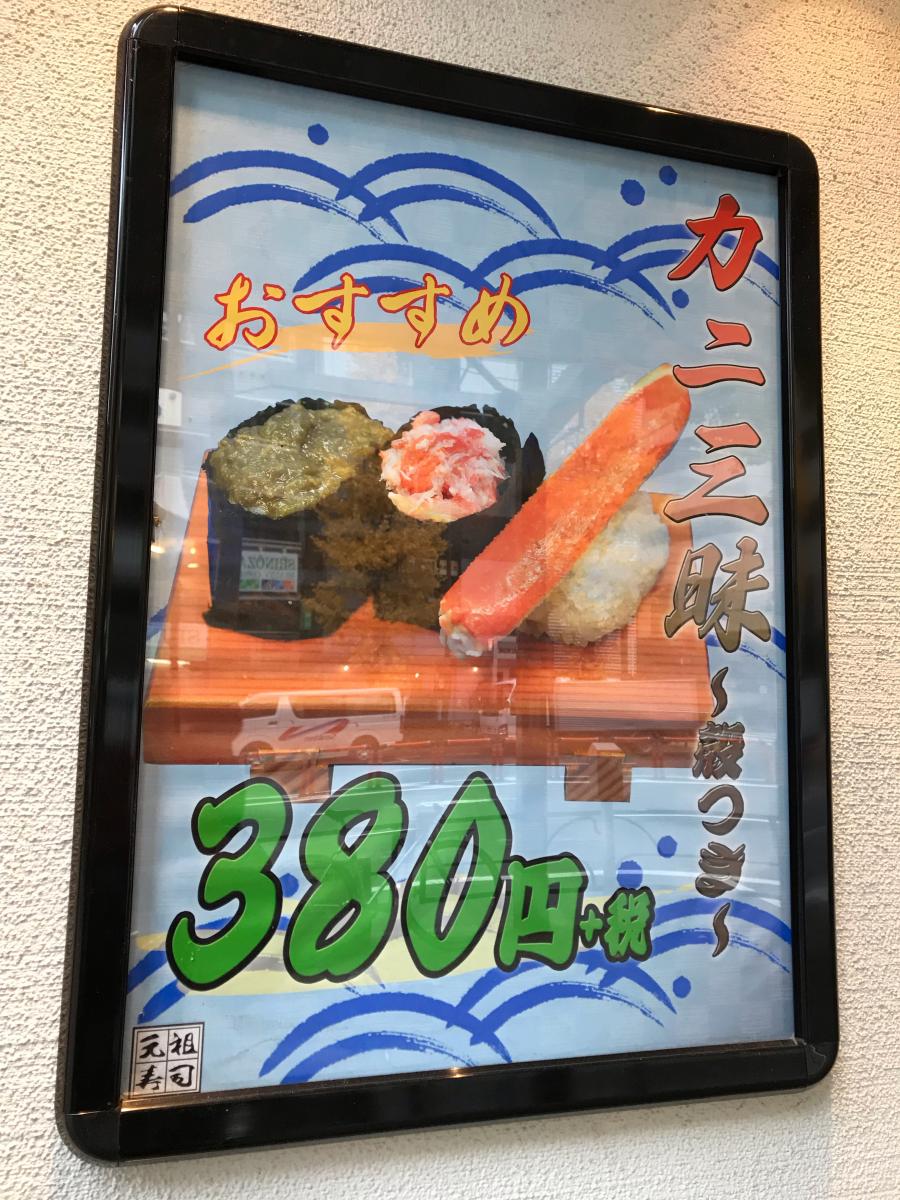 カニ三昧～殻つき～
おすすめ
380円+税
元祖
寿司